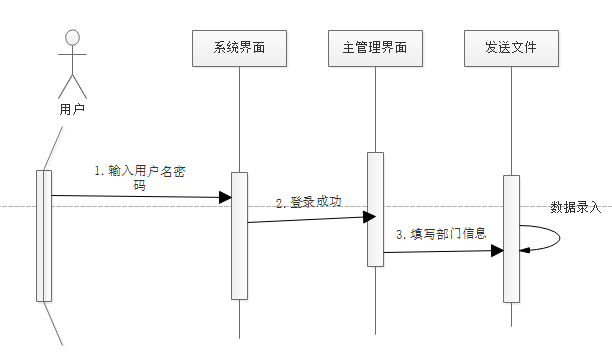 系统界面
主管理界面
发送文件
用户
1.输入用户名密
码
2.登录成功
数据录入
3.填写部门信息